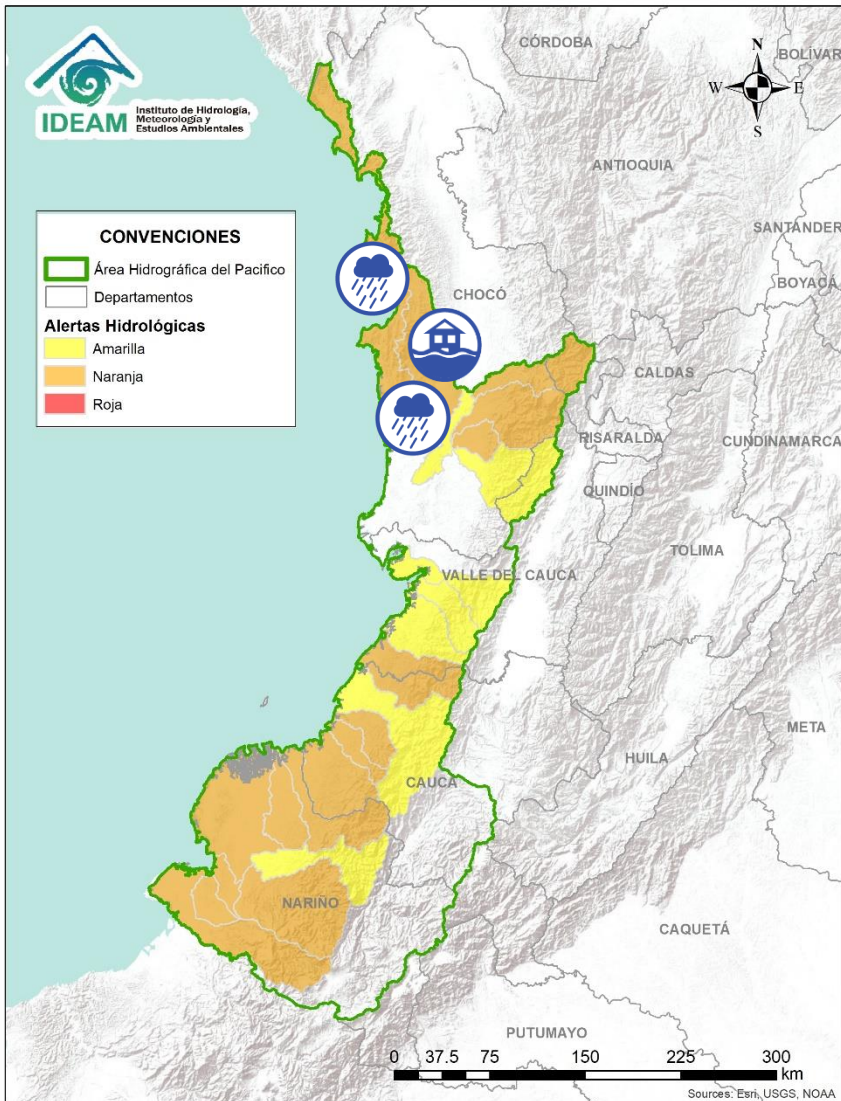 IDEAM
Instituto de Hidrología,
Meteorología y
Estudios Ambientales
CÓRDOBA
BOLÍVAR
N
W
E
S
ANTIOQUIA
SANTANDER
BOYACÁ
CONVENCIONES
Área Hidrográfica del Pacifico
Departamentos
Alertas Hidrológicas
Amarilla
Naranja
Roja
CHOCÓ
CALDAS
RISARALDA
CUNDINAMARCA
QUINDÍO
TOLIMA
VALLE DEL CAUCA
META
HUILA
CAUCA
NARIÑO
CAQUETÁ
PUTUMAYO
0 37.5 75 150 225 300
km
Sources: Esri, USGS, NOAA